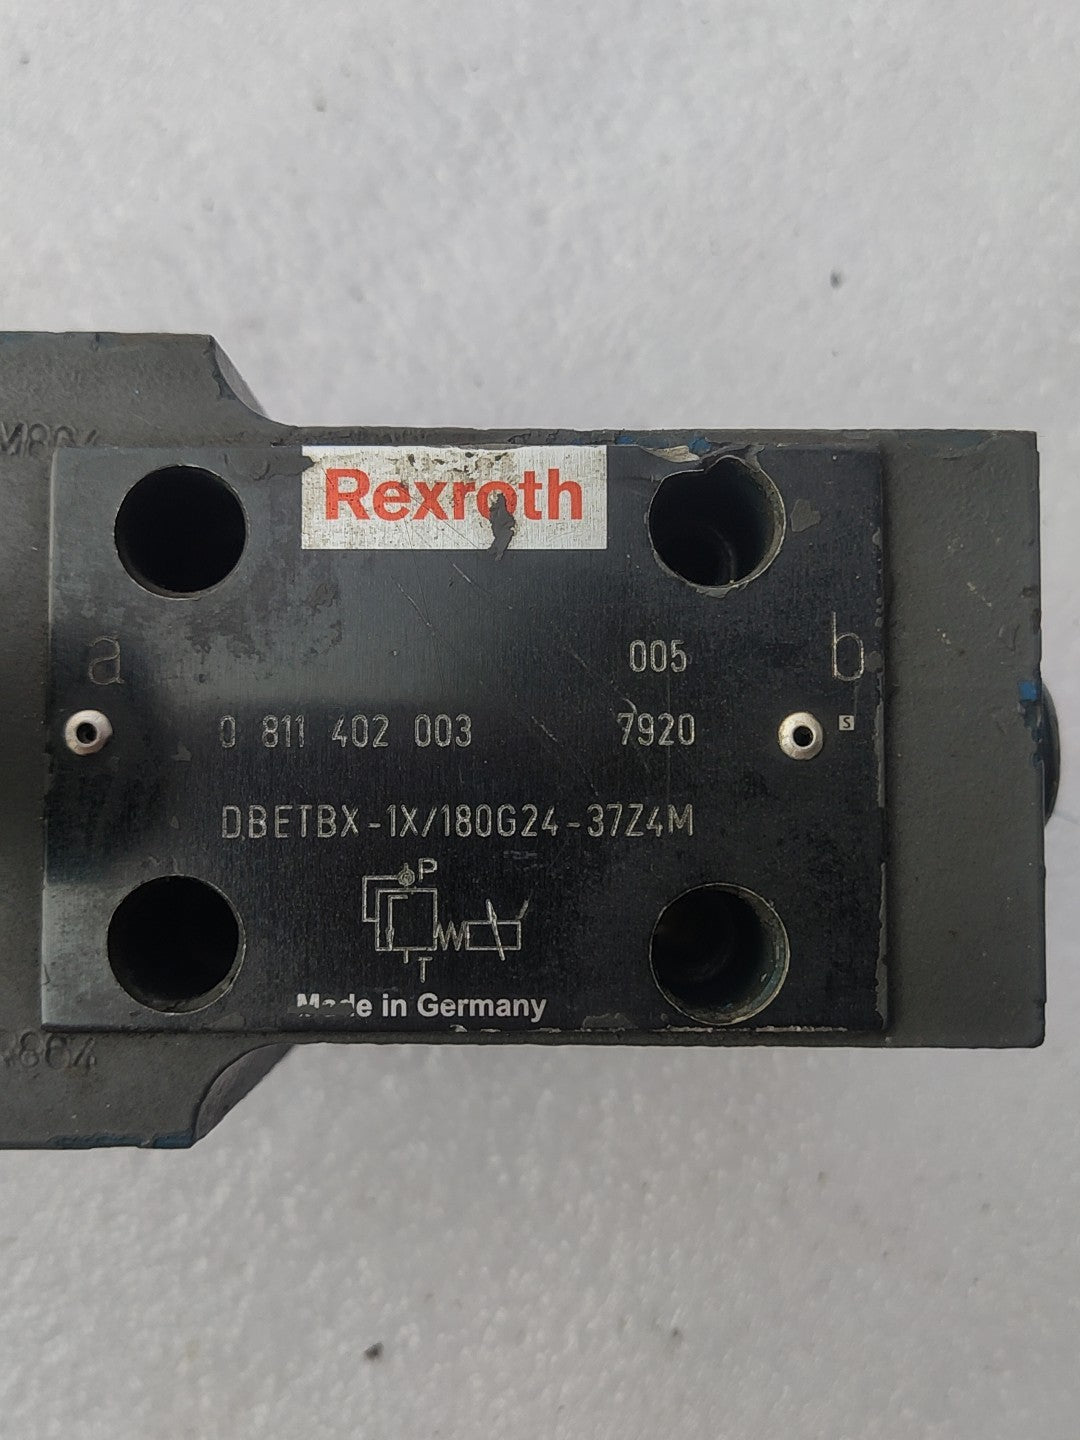 Rexroth
a
b
005
0 811 402 003 7920
S
DBETBX-1X/180G24-37Z4M
P
T
Made in Germany